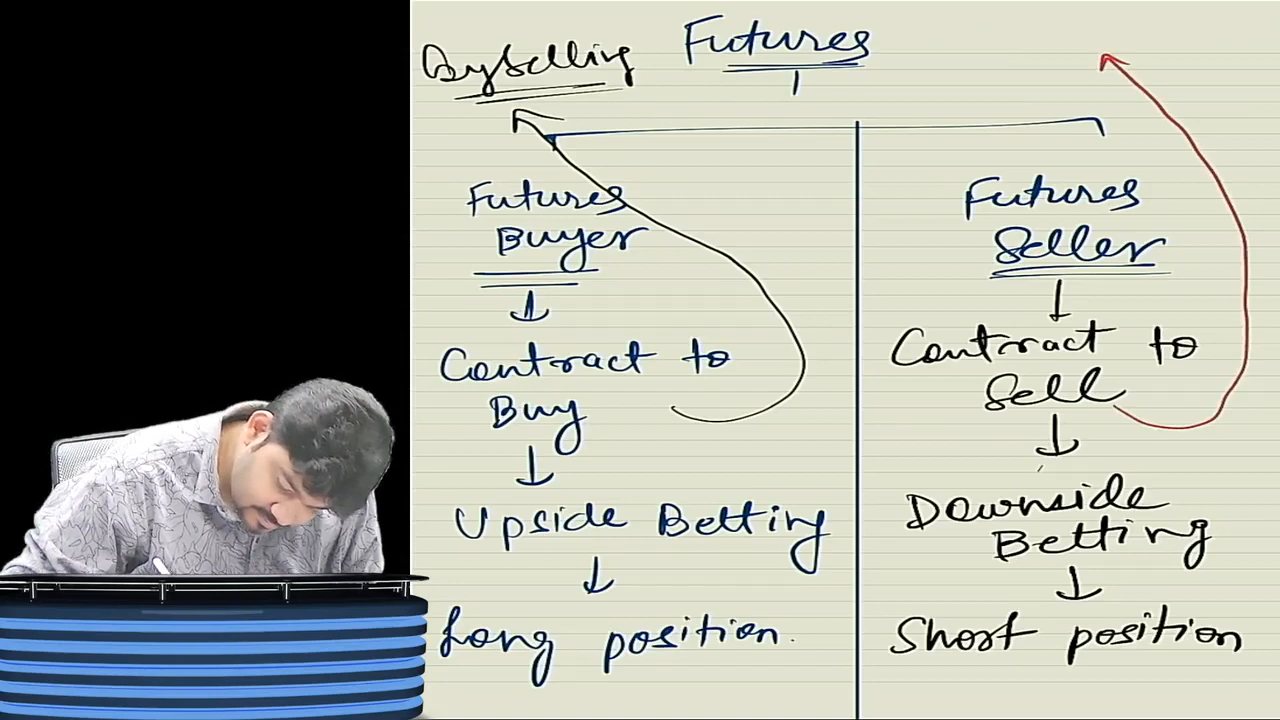 By selling
Futures
Futures
Buyer
Contract to
Buy
Upside Betting
Long position.
Futures
Seller
Contract to
Sell
Downside
Betting
Short position